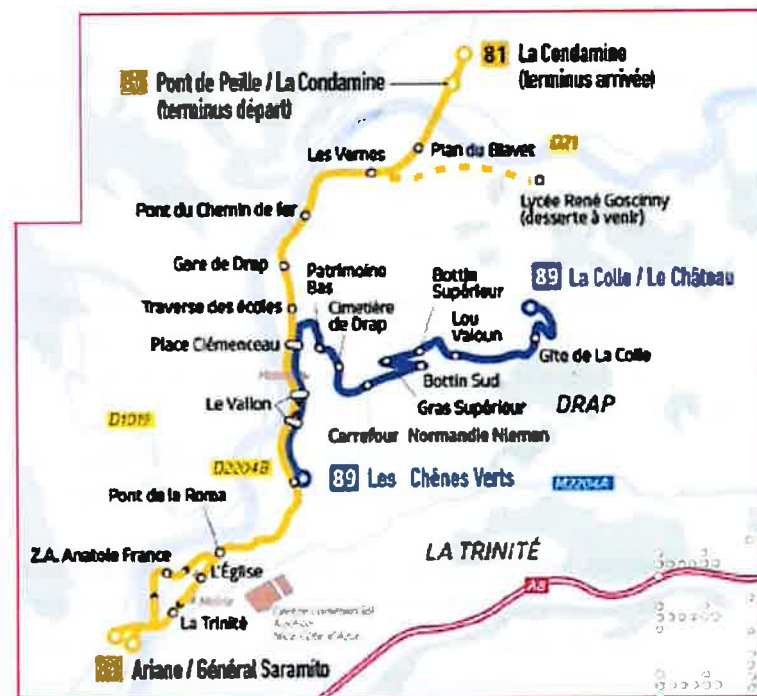 81 La Condamine
(terminus arrivée)
Pont de Peille / La Condamine
(terminus départ)
Les Vernes
Plan du Blavet
D21
Lycée René Goscinny
(desserte à venir)
Pont du Chemin de fer
Gare de Drap
Patrimoine
Bas
Bottin
Supérieur
89 La Colle / Le Château
Traverse des écoles
Cimetière
de Drap
Lou
Valoun
Place Clémenceau
Gîte de La Colle
Bottin Sud
Le Vallon
Gras Supérieur
DRAP
D1019
Carrefour Normandie Niemen
D2204B
89 Les Chênes Verts
M2204A
Pont de la Roma
LA TRINITÉ
Z.A. Anatole France
L'Église
A8
La Trinité
Ariane / Général Saramito